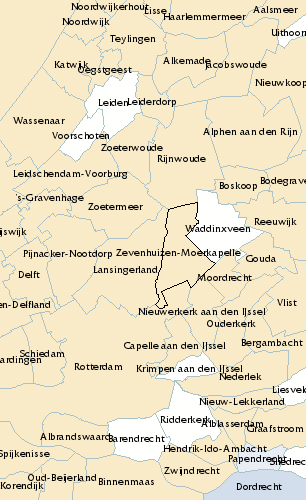 Noordwijkerhout
Lisse
Aalsmeer
Noordwijk
Haarlemmermeer
Uithoorn
Teylingen
Katwijk
Oegstgeest
Alkemade
Jacobswoude
Nieuwkoop
Leiden
Leiderdorp
Wassenaar
Voorschoten
Alphen aan den Rijn
Zoeterwoude
Rijnwoude
Leidschendam-Voorburg
Boskoop
Bodegrave
's-Gravenhage
Zoetermeer
Reeuwijk
ijswijk
Waddinxveen
Pijnacker-Nootdorp
Zevenhuizen-Moerkapelle
Gouda
Delft
Lansingerland
Moordrecht
en-Delfland
Vlist
Nieuwerkerk aan den IJssel
Ouderkerk
Capelle aan den IJssel
Bergambacht
Schiedam
ardingen
Rotterdam
Krimpen aan den IJssel
Nederlek
Liesvel
Nieuw-Lekkerland
Ridderkerk
Alblasserdam
Graafstroom
Albrandswaard
Barendrecht
Hendrik-Ido-Ambacht
Spijkenisse
Papendrecht
Zwijndrecht
Oud-Beijerland
Binnenmaas
Korendijk
Dordrecht